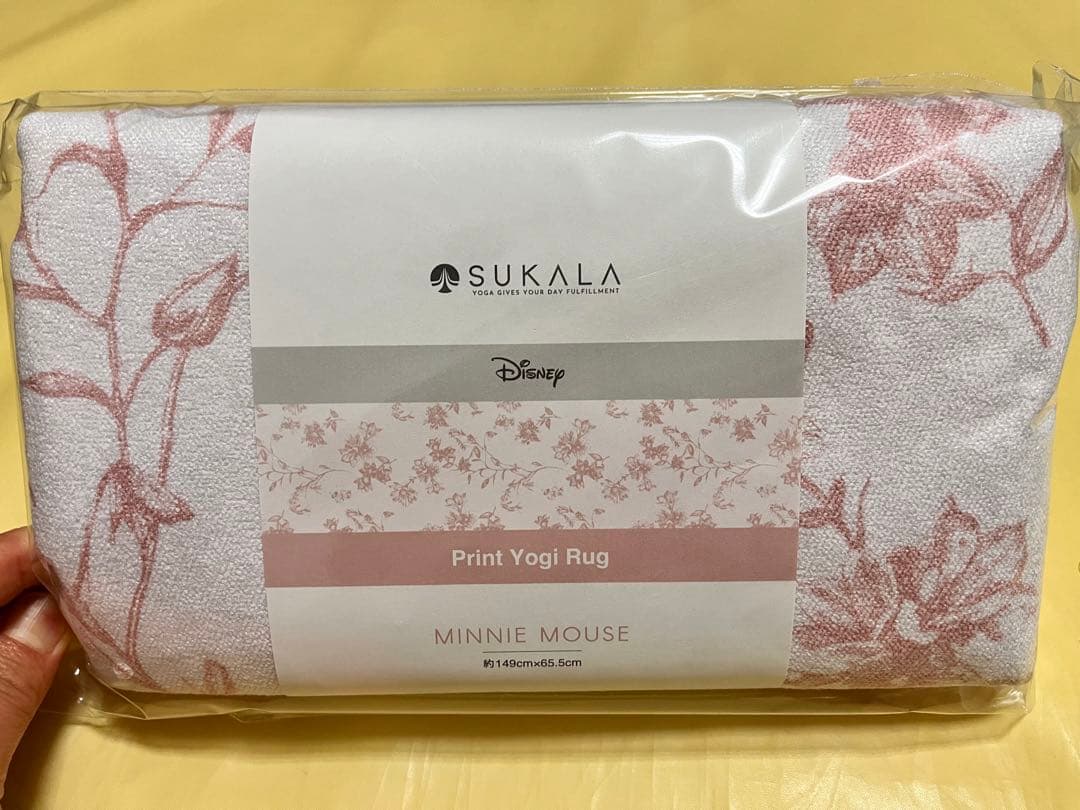 SUKALA
YOGA GIVES YOUR DAY FULFILLMENT
Disney
Print Yogi Rug
MINNIE MOUSE
約149cm×65.5cm